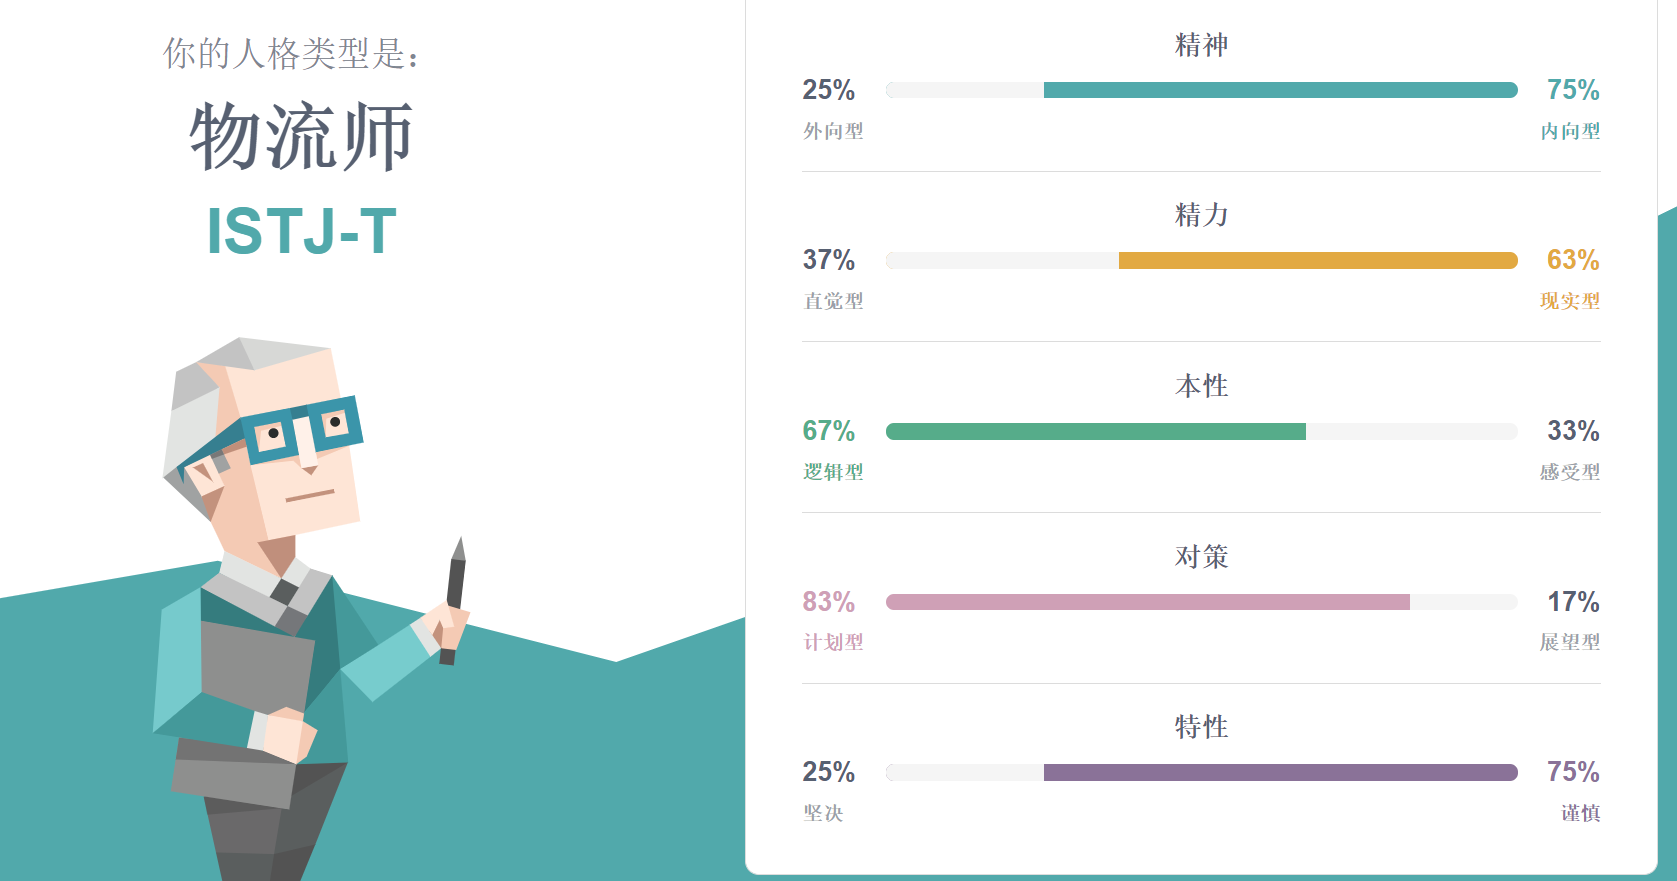 你的人格类型是：
物流师
ISTJ-T
精神
25% 75%
外向型 内向型
精力
37% 63%
直觉型 现实型
本性
67% 33%
逻辑型 感受型
对策
83% 17%
计划型 展望型
特性
25% 75%
坚决 谨慎